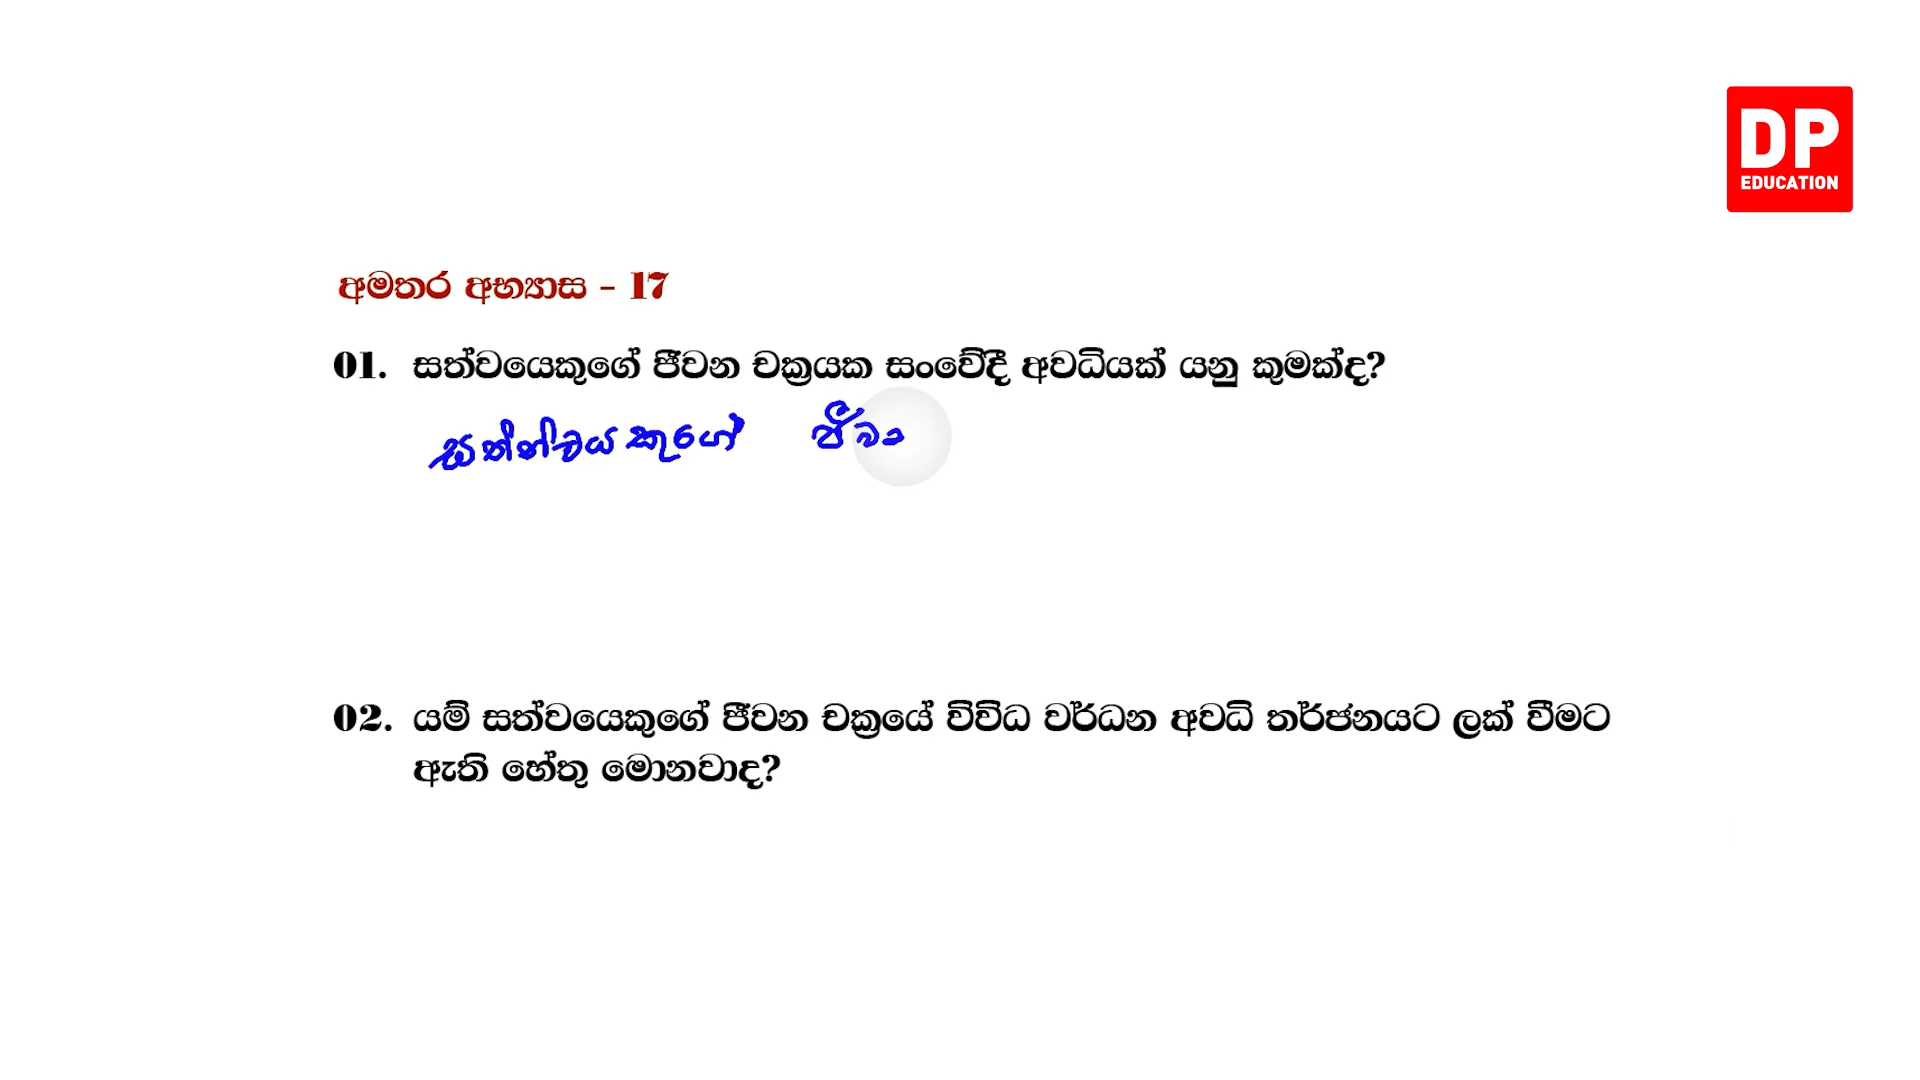 DP
EDUCATION
අමතර අභ්‍යාස - 17
01. සත්වයෙකුගේ ජීවන චක්‍රයක සංවේදී අවධියක් යනු කුමක්ද?
සත්ත්වයකුගේ ජීවන
02. යම් සත්වයෙකුගේ ජීවන චක්‍රයේ විවිධ වර්ධන අවධි තර්ජනයට ලක් වීමට
ඇති හේතු මොනවාද?